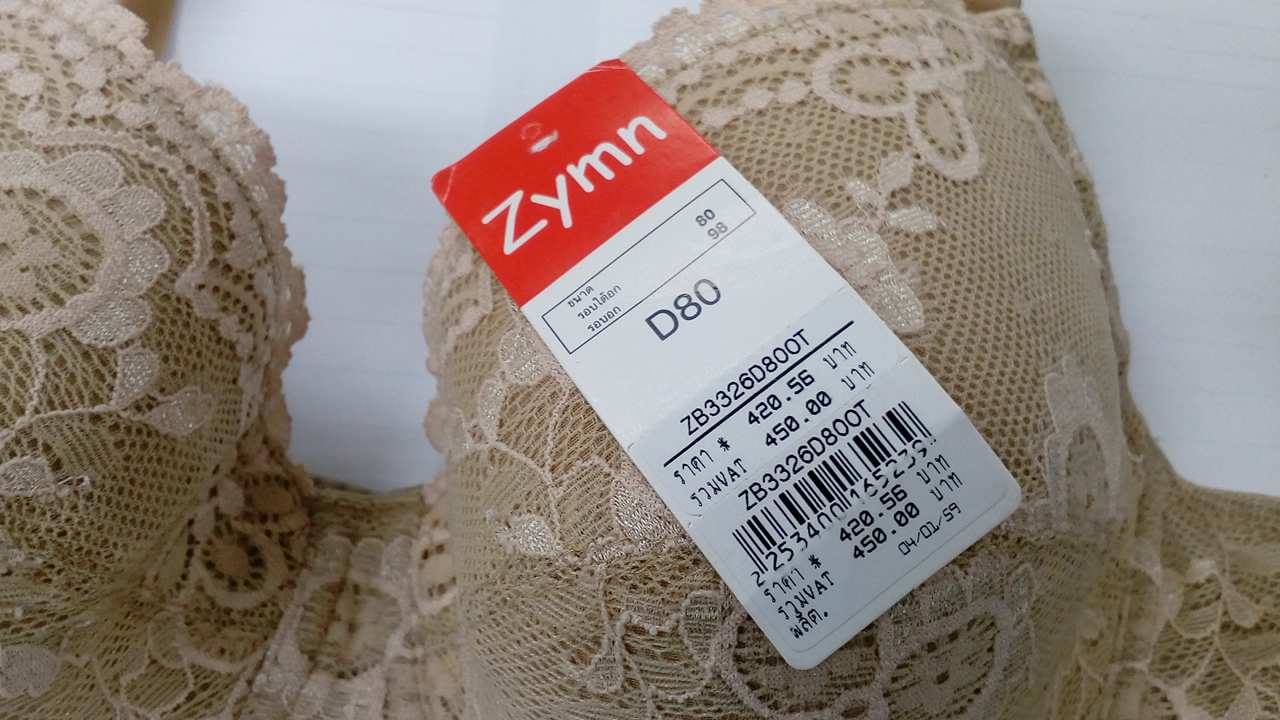 Zymn
ขนาด
รอบใต้อก 80
รอบอก 98
D80
ZB3326D80OT
ราคา * 420.56 บาท
รวมVAT 450.00 บาท
ZB3326D80OT
2253400165239
ราคา * 420.56 บาท
รวมVAT 450.00 บาท
ผลิต. 04/01/59